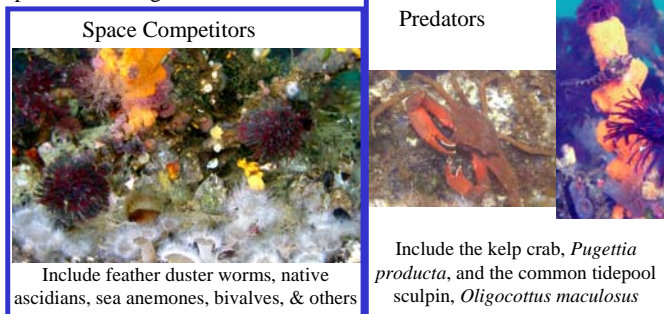 Space Competitors
Include feather duster worms, native
ascidians, sea anemones, bivalves, & others
Predators
Include the kelp crab, Pugettia
producta, and the common tidepool
sculpin, Oligocottus maculosus